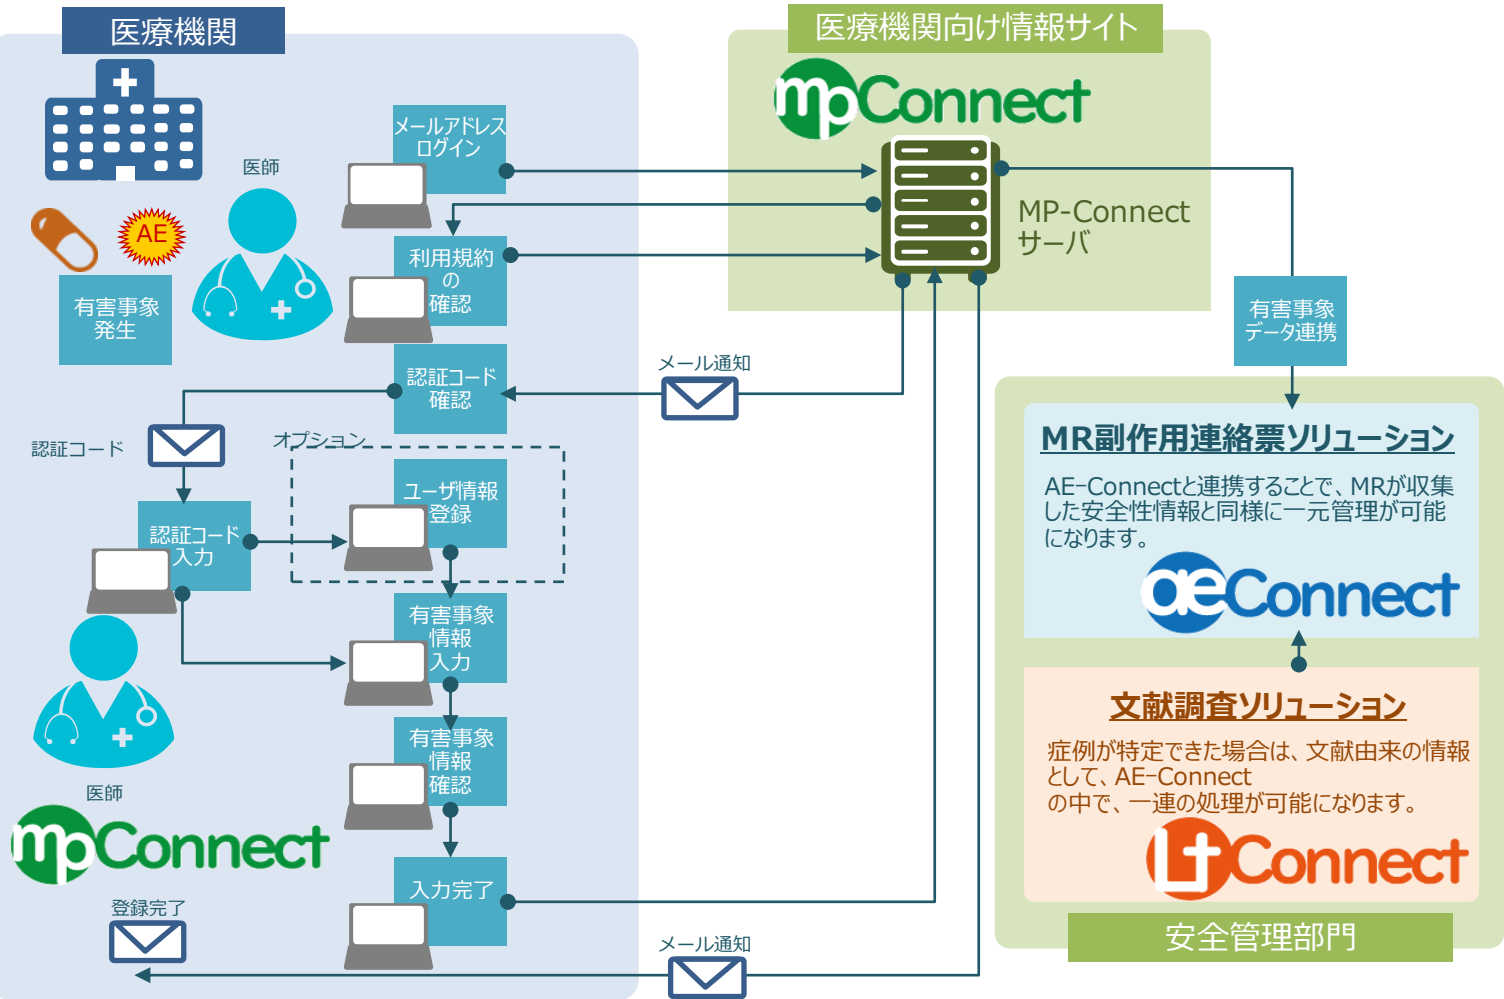 医療機関
医師
AE
有害事象
発生
メールアドレス
ログイン
利用規約
の
確認
認証コード
確認
認証コード
オプション
ユーザ情報
登録
認証コード
入力
有害事象
情報
入力
有害事象
情報
確認
入力完了
医師
mpConnect
登録完了
メール通知
メール通知
医療機関向け情報サイト
mpConnect
MP-Connect
サーバ
有害事象
データ連携
MR副作用連絡票ソリューション
AE-Connectと連携することで、MRが収集
した安全性情報と同様に一元管理が可能
になります。
aeConnect
文献調査ソリューション
症例が特定できた場合は、文献由来の情報
として、AE-Connect
の中で、一連の処理が可能になります。
LtConnect
安全管理部門